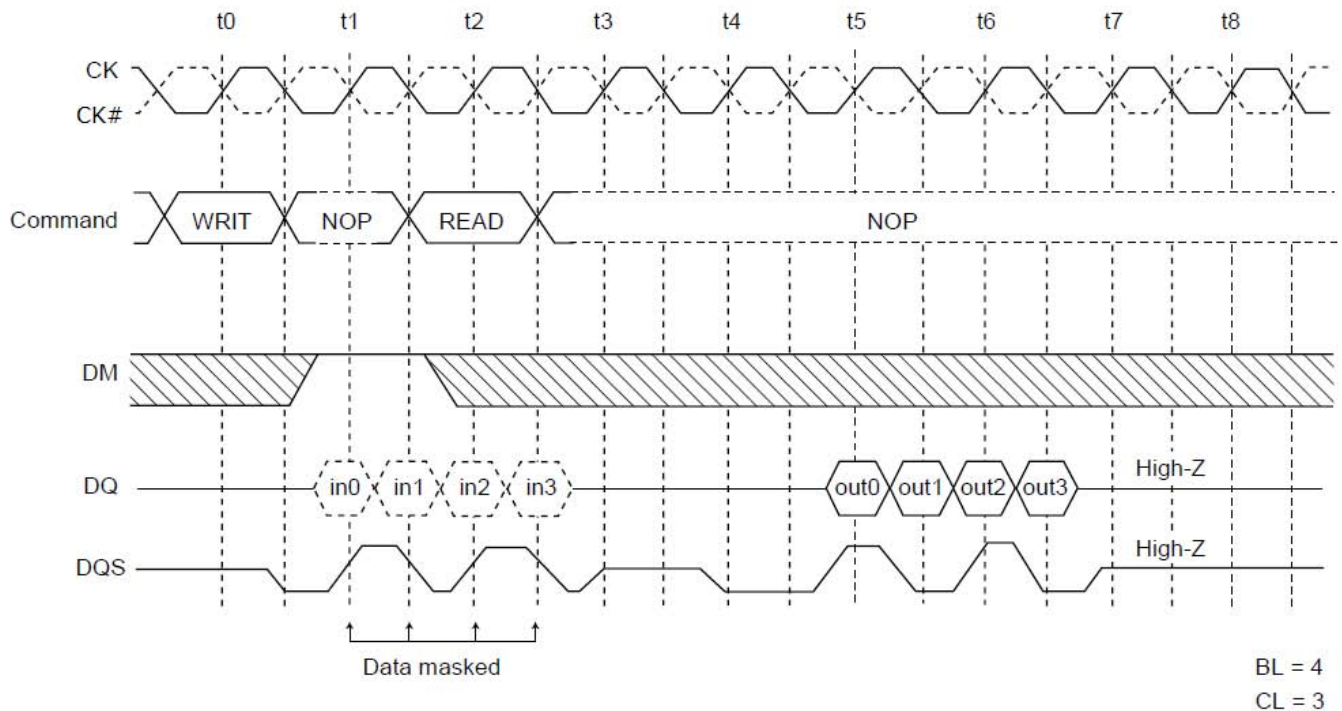 t0 t1 t2 t3 t4 t5 t6 t7 t8
CK
CK#
Command WRIT NOP READ NOP
DM
DQ in0 in1 in2 in3 out0 out1 out2 out3 High-Z
DQS High-Z
Data masked
BL = 4
CL = 3